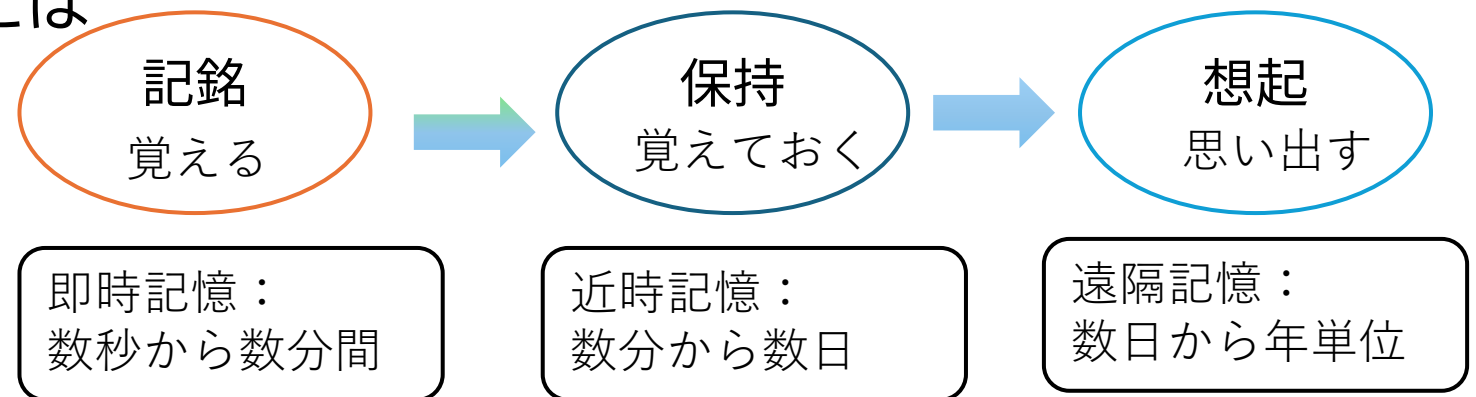 とは
記銘
覚える
保持
覚えておく
想起
思い出す
即時記憶：
数秒から数分間
近時記憶：
数分から数日
遠隔記憶：
数日から年単位